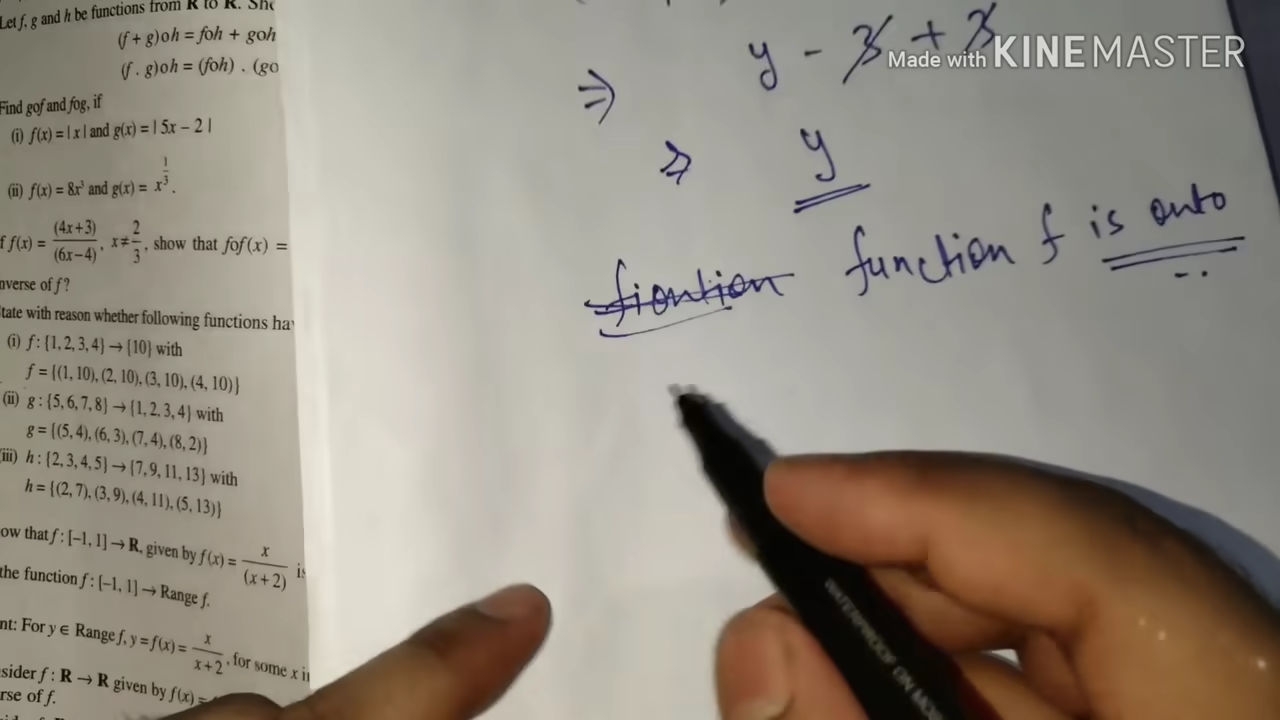 Let f, g and h be functions from R to R.
(f + g)oh = foh + goh
(f . g)oh = (foh) . (go
Find gof and fog, if
(i) f(x) = | x | and g(x) = | 5x – 2 |
(ii) f(x) = 8x³ and g(x) = x^(1/3).
f f(x) = (4x+3)/(6x–4), x ≠ 2/3, show that fof(x) =
nverse of f?
tate with reason whether following functions ha
(i) f : {1, 2, 3, 4} → {10} with
f = {(1, 10), (2, 10), (3, 10), (4, 10)}
(ii) g : {5, 6, 7, 8} → {1, 2, 3, 4} with
g = {(5, 4), (6, 3), (7, 4), (8, 2)}
(iii) h : {2, 3, 4, 5} → {7, 9, 11, 13} with
h = {(2, 7), (3, 9), (4, 11), (5, 13)}
ow that f : [–1, 1] → R, given by f(x) = x/(x+2) is
the function f : [–1, 1] → Range f.
nt: For y ∈ Range f, y = f(x) = x/(x+2), for some x i
sider f : R → R given by f(x) =
rse of f.
⇒ y - 3 + 3
⇒ y
function f is onto
Made with KINEMASTER
WATERPROOF ON MO